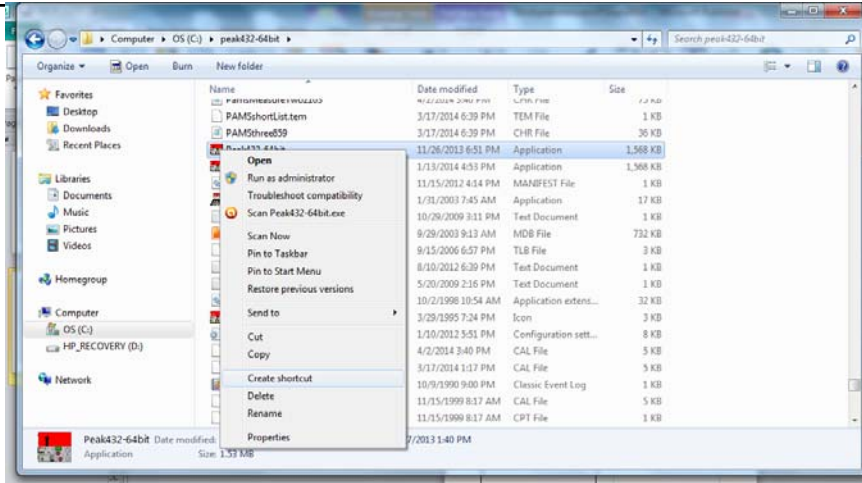 Computer ▸ OS (C:) ▸ peak432-64bit ▸ Search peak432-64bit
Organize Open Burn New folder
Favorites
Desktop
Downloads
Recent Places
Libraries
Documents
Music
Pictures
Videos
Homegroup
Computer
OS (C:)
HP_RECOVERY (D:)
Network
Name Date modified Type Size
PamsMeasureTwo2103 4/2/2014 3:40 PM CHR File 73 KB
PAMSshortList.tem 3/17/2014 6:39 PM TEM File 1 KB
PAMSthree859 3/17/2014 6:39 PM CHR File 36 KB
Peak432-64bit 11/26/2013 6:51 PM Application 1,568 KB
1/13/2014 4:53 PM Application 1,568 KB
11/15/2012 4:14 PM MANIFEST File 1 KB
1/31/2003 7:45 AM Application 17 KB
10/29/2009 3:11 PM Text Document 1 KB
9/29/2003 9:13 AM MDB File 732 KB
9/15/2006 6:57 PM TLB File 3 KB
8/10/2012 6:39 PM Text Document 1 KB
5/20/2009 2:16 PM Text Document 1 KB
10/2/1998 10:54 AM Application extens... 32 KB
3/29/1995 7:24 PM Icon 3 KB
1/10/2012 5:51 PM Configuration sett... 8 KB
4/2/2014 3:40 PM CAL File 5 KB
3/17/2014 1:17 PM CAL File 5 KB
10/9/1990 9:00 PM Classic Event Log 1 KB
11/15/1999 8:17 AM CAL File 5 KB
11/15/1999 8:17 AM CPT File 1 KB
Open
Run as administrator
Troubleshoot compatibility
Scan Peak432-64bit.exe
Scan Now
Pin to Taskbar
Pin to Start Menu
Restore previous versions
Send to
Cut
Copy
Create shortcut
Delete
Rename
Properties
Peak432-64bit Date modified: 7/2013 1:40 PM
Application Size: 1.53 MB